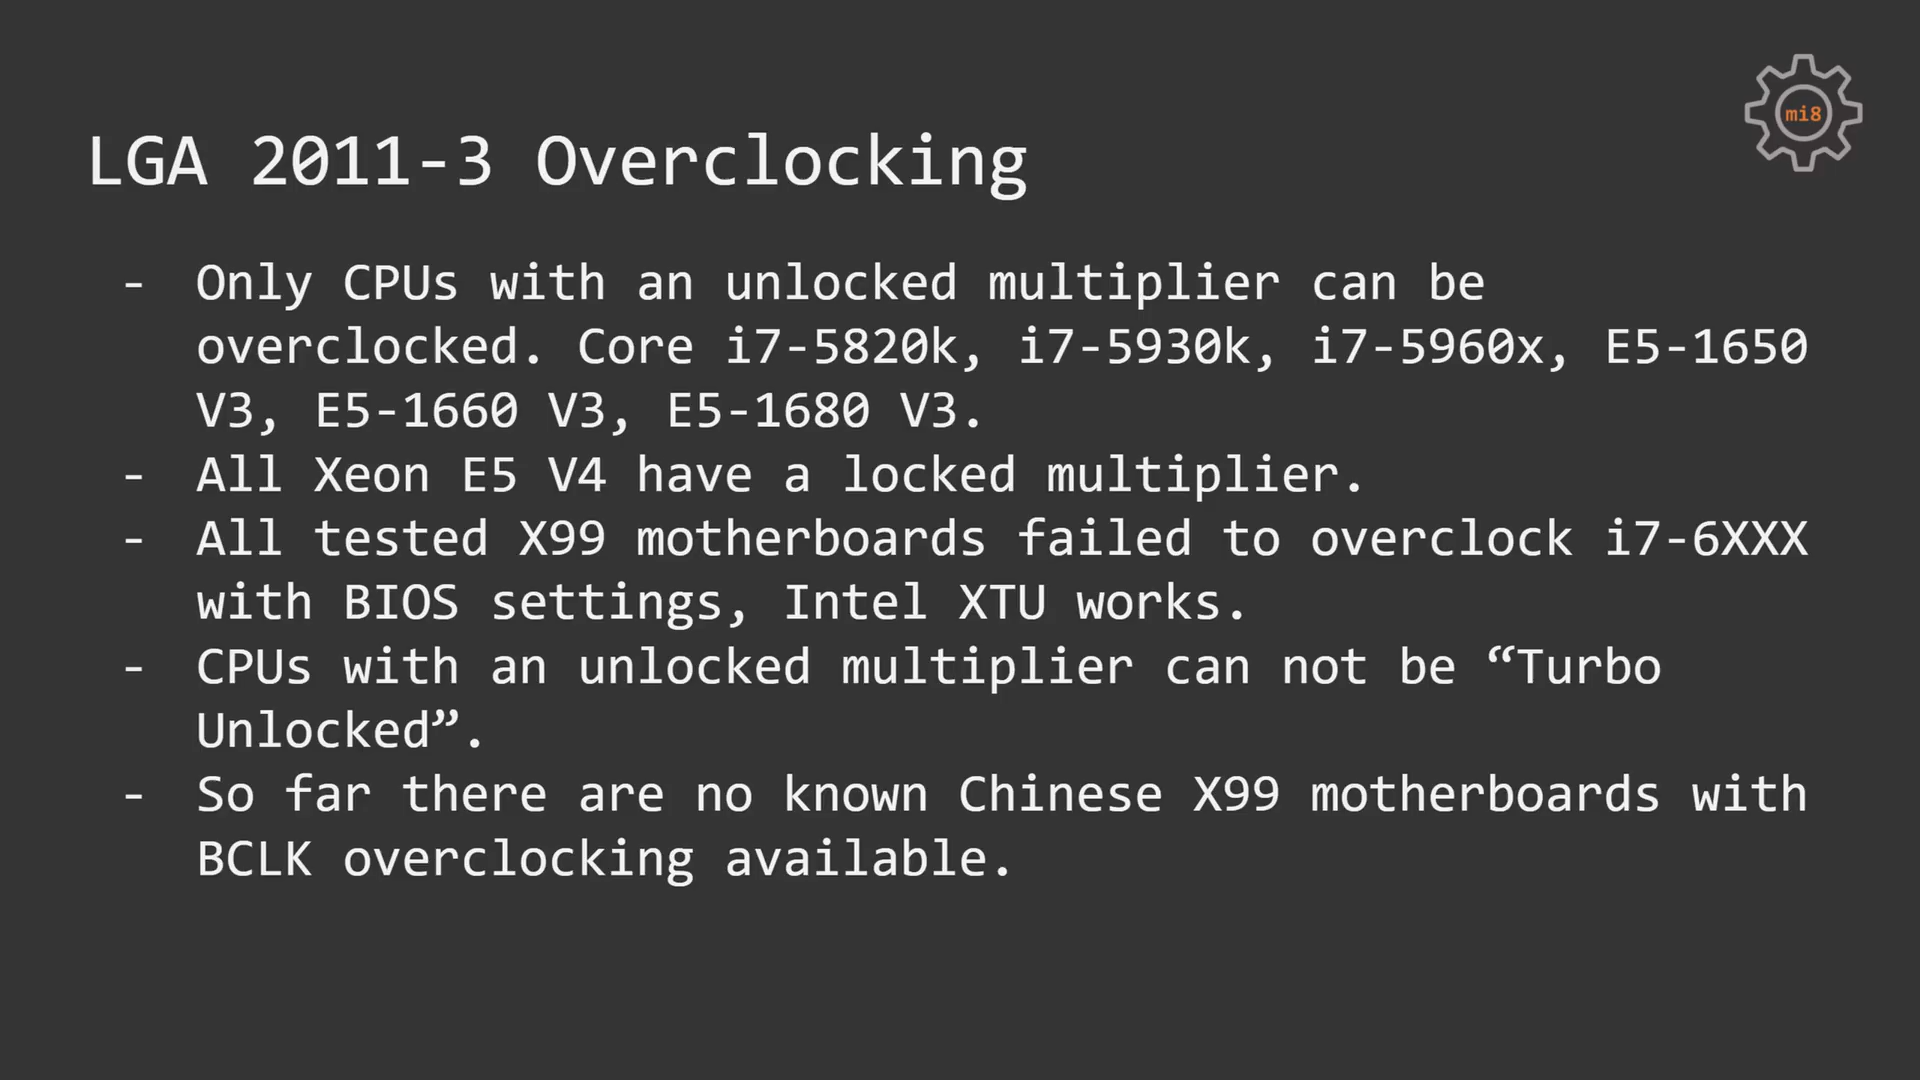 mi8
LGA 2011-3 Overclocking
- Only CPUs with an unlocked multiplier can be
overclocked. Core i7-5820k, i7-5930k, i7-5960x, E5-1650
V3, E5-1660 V3, E5-1680 V3.
- All Xeon E5 V4 have a locked multiplier.
- All tested X99 motherboards failed to overclock i7-6XXX
with BIOS settings, Intel XTU works.
- CPUs with an unlocked multiplier can not be “Turbo
Unlocked”.
- So far there are no known Chinese X99 motherboards with
BCLK overclocking available.